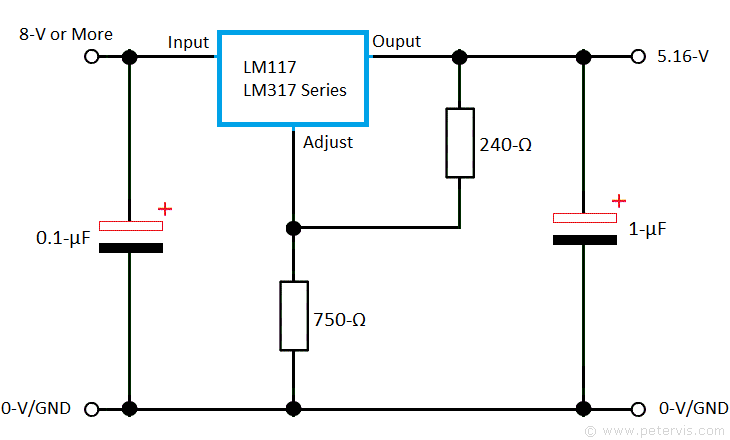 8-V or More
Input
LM117
LM317 Series
Ouput
5.16-V
Adjust
240-Ω
+
0.1-µF
+
1-µF
750-Ω
0-V/GND
0-V/GND
© www.petervis.com